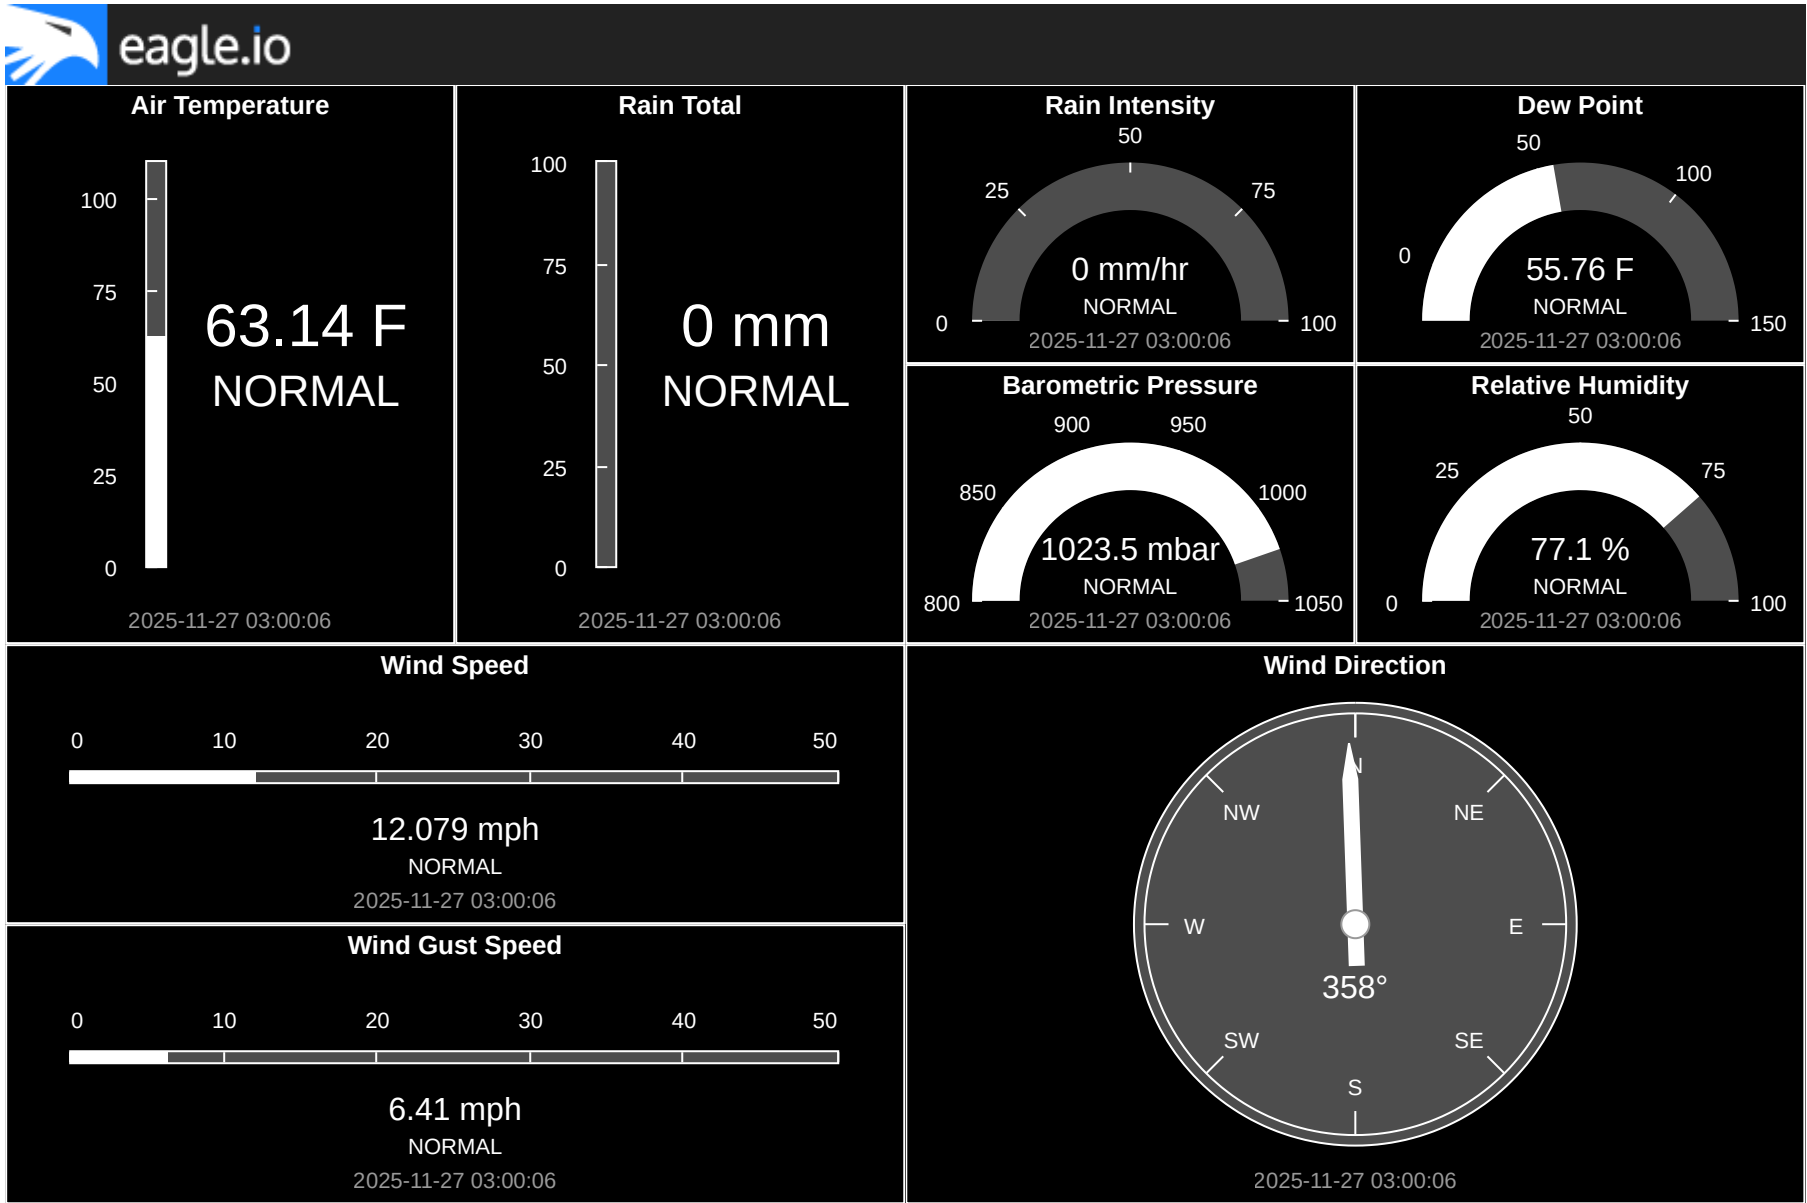 eagle.io
Air Temperature
100
75
50
25
0
63.14 F
NORMAL
2025-11-27 03:00:06
Rain Total
100
75
50
25
0
0 mm
NORMAL
2025-11-27 03:00:06
Rain Intensity
0
25
50
75
100
0 mm/hr
NORMAL
2025-11-27 03:00:06
Dew Point
0
50
100
150
55.76 F
NORMAL
2025-11-27 03:00:06
Barometric Pressure
800
850
900
950
1000
1050
1023.5 mbar
NORMAL
2025-11-27 03:00:06
Relative Humidity
0
25
50
75
100
77.1 %
NORMAL
2025-11-27 03:00:06
Wind Speed
0 10 20 30 40 50
12.079 mph
NORMAL
2025-11-27 03:00:06
Wind Gust Speed
0 10 20 30 40 50
6.41 mph
NORMAL
2025-11-27 03:00:06
Wind Direction
N
NW NE
W E
358°
SW SE
S
2025-11-27 03:00:06